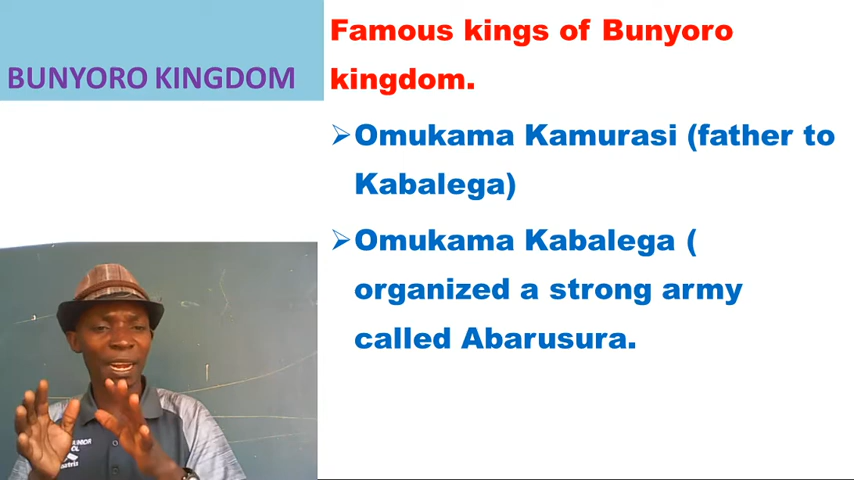 BUNYORO KINGDOM
Famous kings of Bunyoro
kingdom.
Omukama Kamurasi (father to
Kabalega)
Omukama Kabalega (
organized a strong army
called Abarusura.